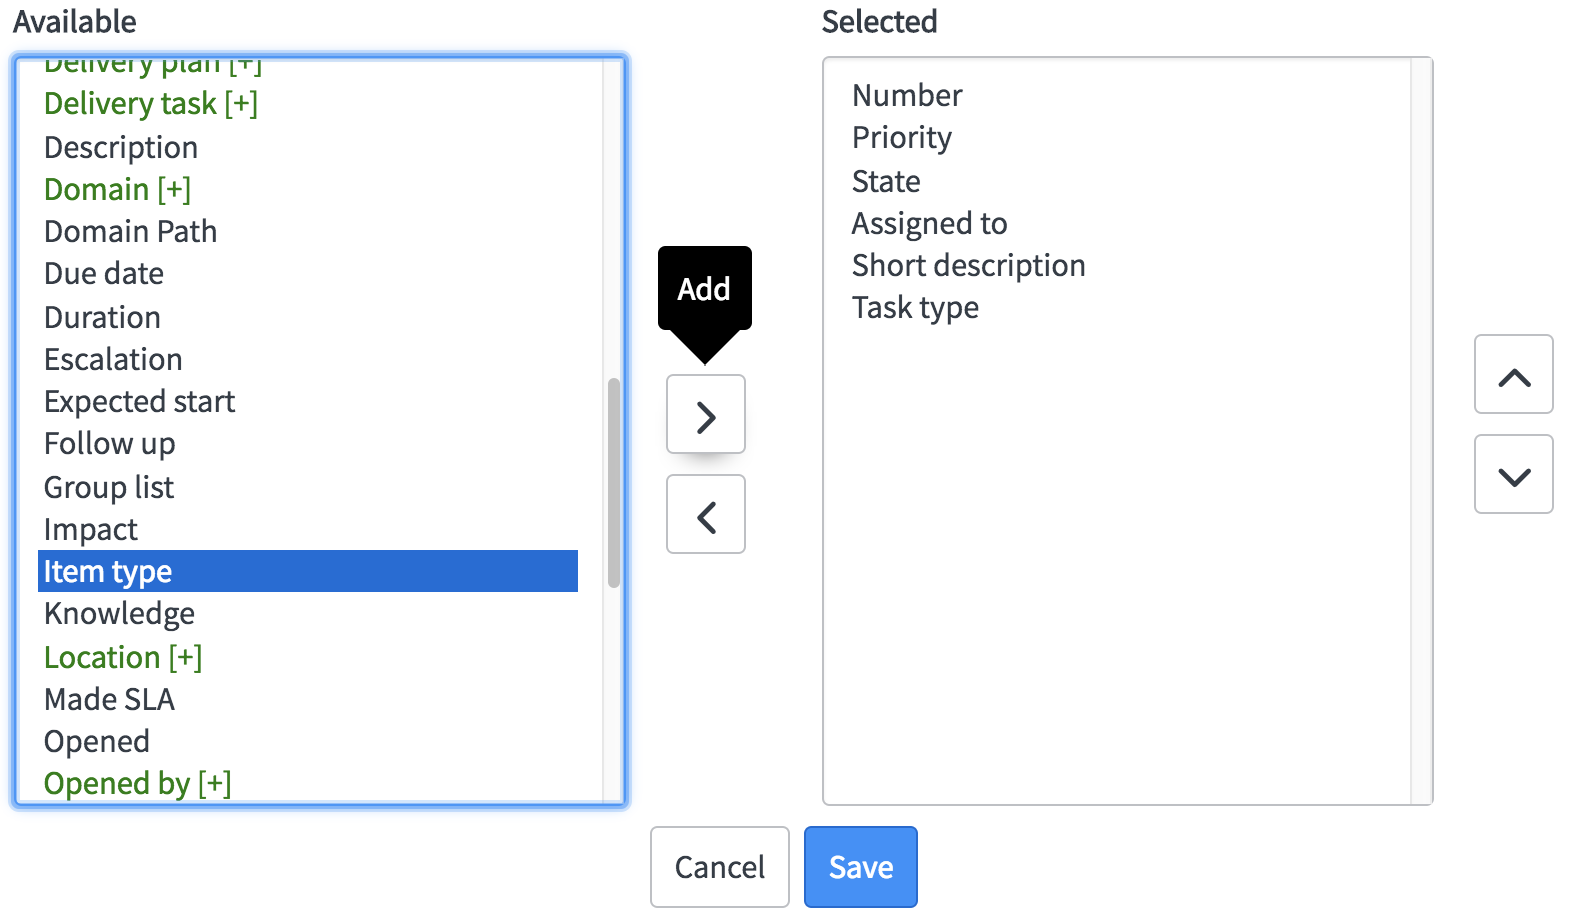 Available
Delivery plan [+]
Delivery task [+]
Description
Domain [+]
Domain Path
Due date
Duration
Escalation
Expected start
Follow up
Group list
Impact
Item type
Knowledge
Location [+]
Made SLA
Opened
Opened by [+]
Add
Selected
Number
Priority
State
Assigned to
Short description
Task type
Cancel
Save